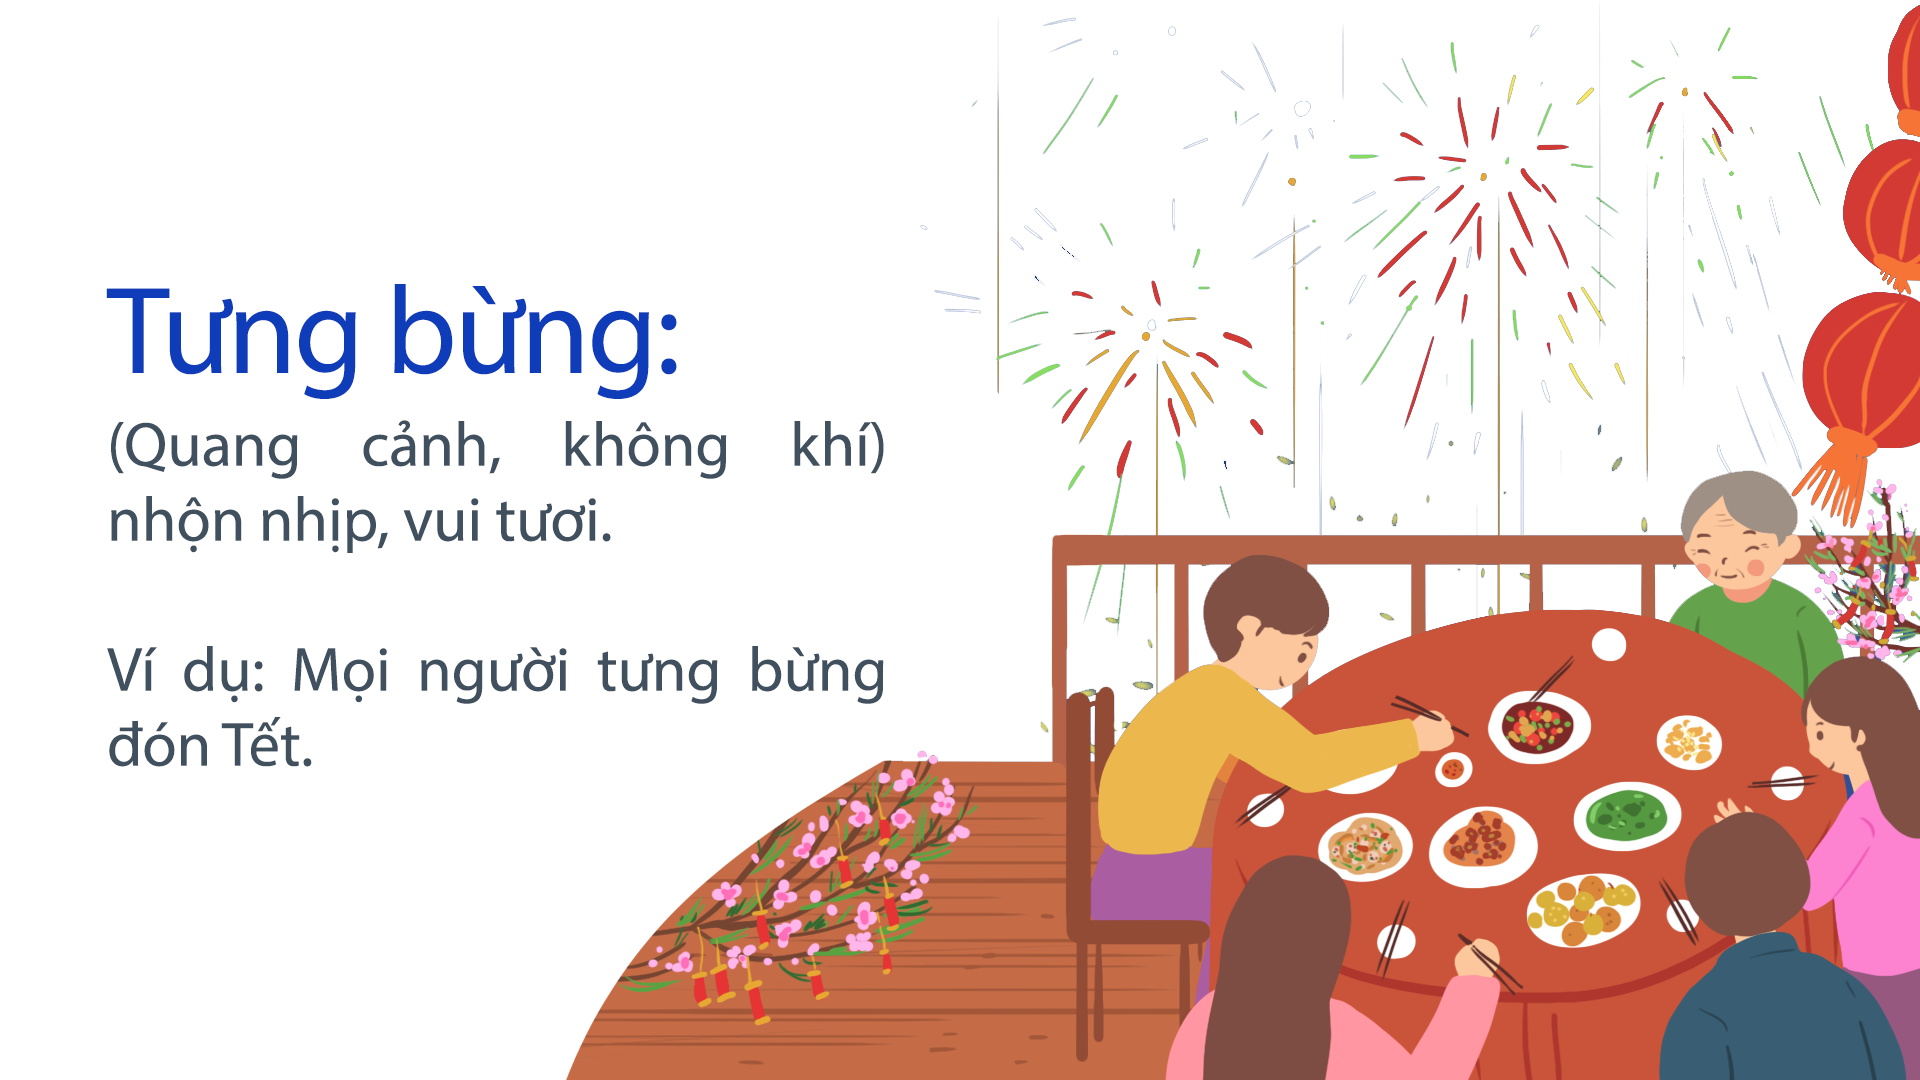 Tưng bừng:
(Quang cảnh, không khí)
nhộn nhịp, vui tươi.
Ví dụ: Mọi người tưng bừng
đón Tết.